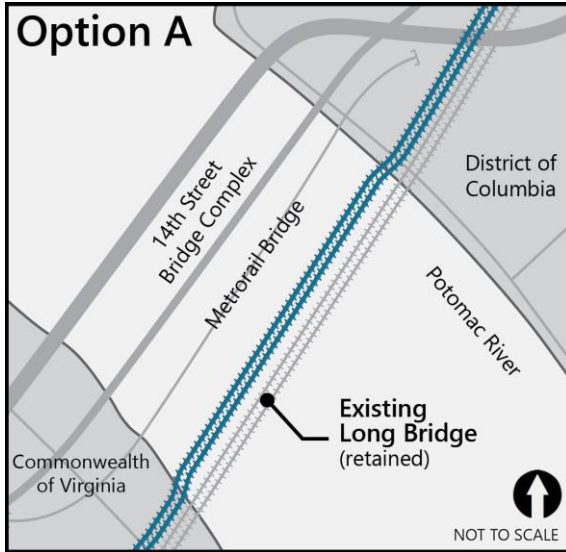 Option A
14th Street
Bridge Complex
Metrorail Bridge
District of
Columbia
Potomac River
Existing
Long Bridge
(retained)
Commonwealth
of Virginia
NOT TO SCALE